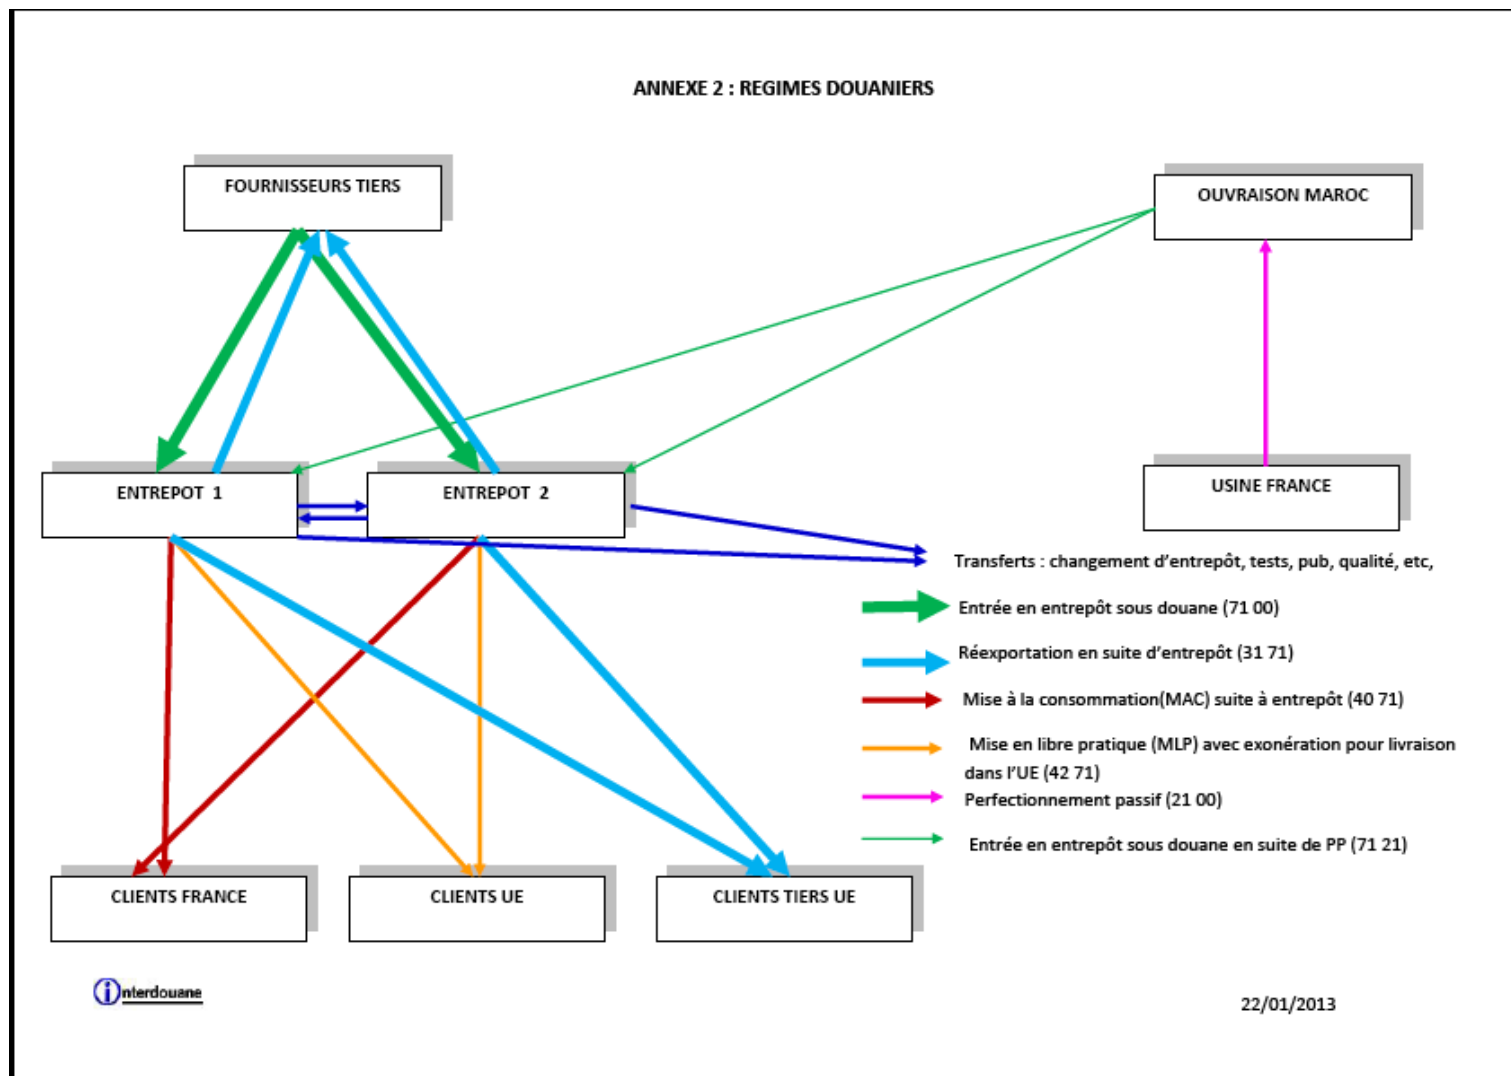 ANNEXE 2 : REGIMES DOUANIERS
FOURNISSEURS TIERS
OUVRAISON MAROC
ENTREPOT  1
ENTREPOT  2
USINE FRANCE
Transferts : changement d’entrepôt, tests, pub, qualité, etc,
Entrée en entrepôt sous douane (71 00)
Réexportation en suite d’entrepôt (31 71)
Mise à la consommation(MAC) suite à entrepôt (40 71)
Mise en libre pratique (MLP) avec exonération pour livraison
dans l’UE (42 71)
Perfectionnement passif (21 00)
Entrée en entrepôt sous douane en suite de PP (71 21)
CLIENTS FRANCE
CLIENTS UE
CLIENTS TIERS UE
interdouane
22/01/2013